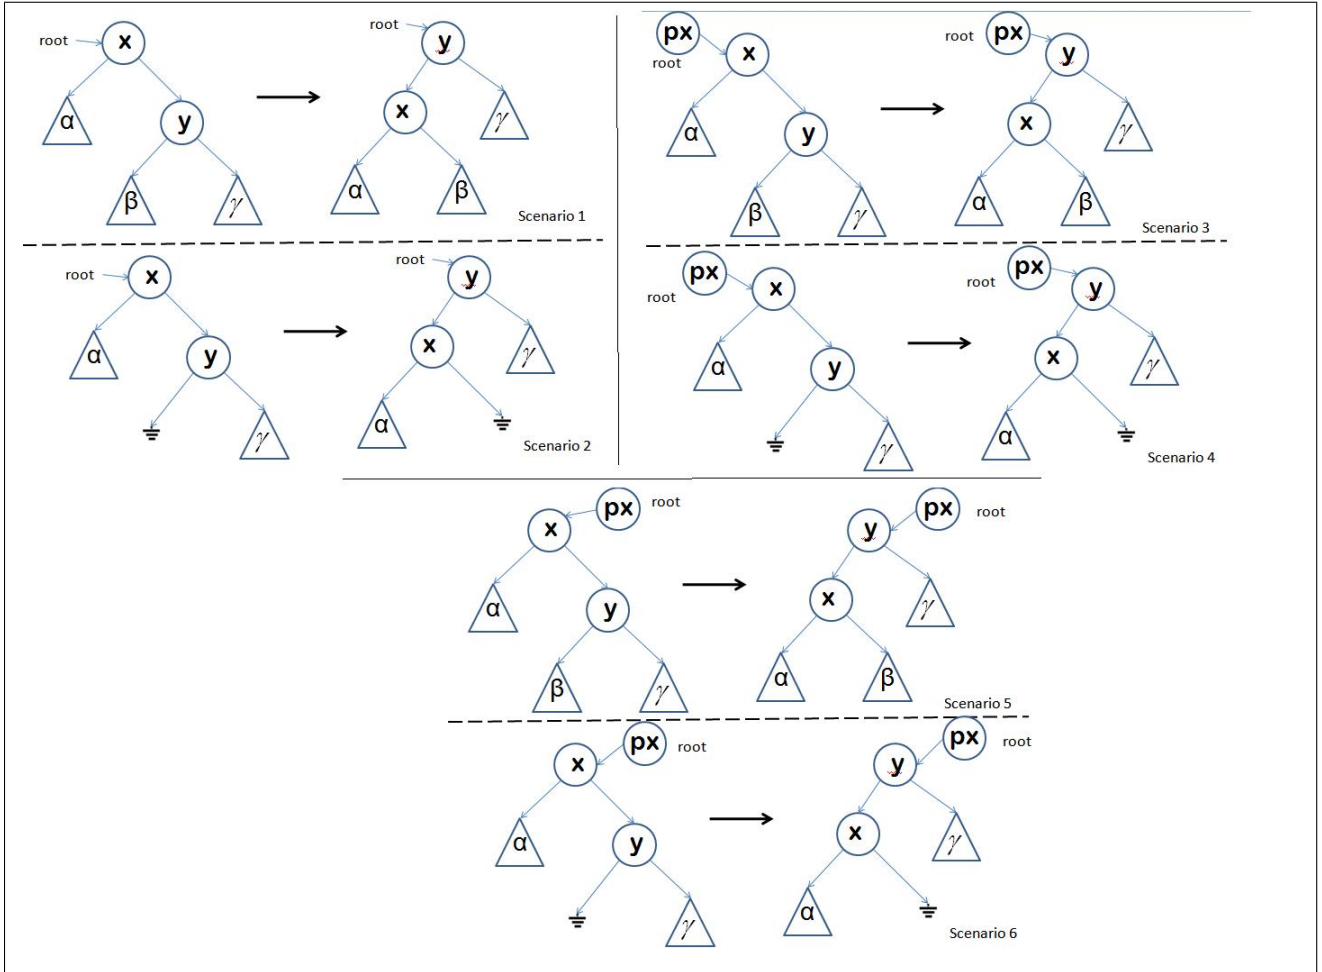 root x root y
α y x γ
β γ α β
Scenario 1
root x root y
α y x γ
γ α
Scenario 2
px root x root px y
α y x γ
β γ α β
Scenario 3
px root x root px y
α y x γ
γ α
Scenario 4
x px root y px root
α y x γ
β γ α β
Scenario 5
x px root y px root
α y x γ
γ α
Scenario 6